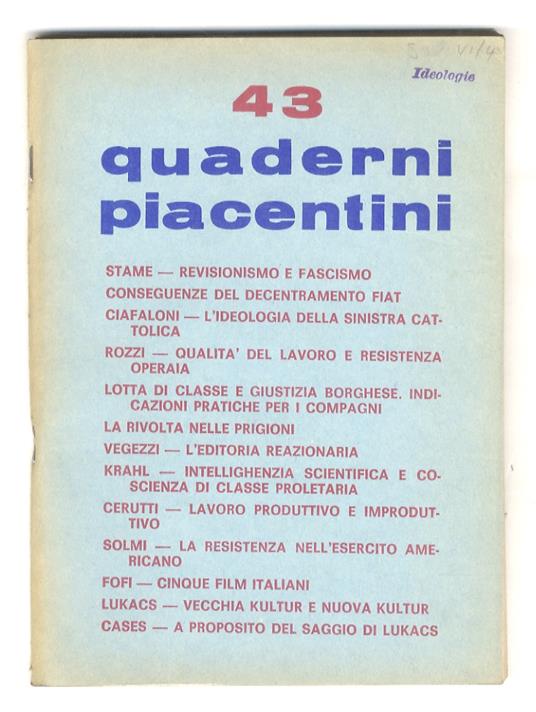 Ideologie
43
quaderni
piacentini
STAME — REVISIONISMO E FASCISMO
CONSEGUENZE DEL DECENTRAMENTO FIAT
CIAFALONI — L'IDEOLOGIA DELLA SINISTRA CAT-
TOLICA
ROZZI — QUALITA' DEL LAVORO E RESISTENZA
OPERAIA
LOTTA DI CLASSE E GIUSTIZIA BORGHESE. INDI-
CAZIONI PRATICHE PER I COMPAGNI
LA RIVOLTA NELLE PRIGIONI
VEGEZZI — L'EDITORIA REAZIONARIA
KRAHL — INTELLIGHENZIA SCIENTIFICA E CO-
SCIENZA DI CLASSE PROLETARIA
CERUTTI — LAVORO PRODUTTIVO E IMPRODUT-
TIVO
SOLMI — LA RESISTENZA NELL'ESERCITO AME-
RICANO
FOFI — CINQUE FILM ITALIANI
LUKACS — VECCHIA KULTUR E NUOVA KULTUR
CASES — A PROPOSITO DEL SAGGIO DI LUKACS